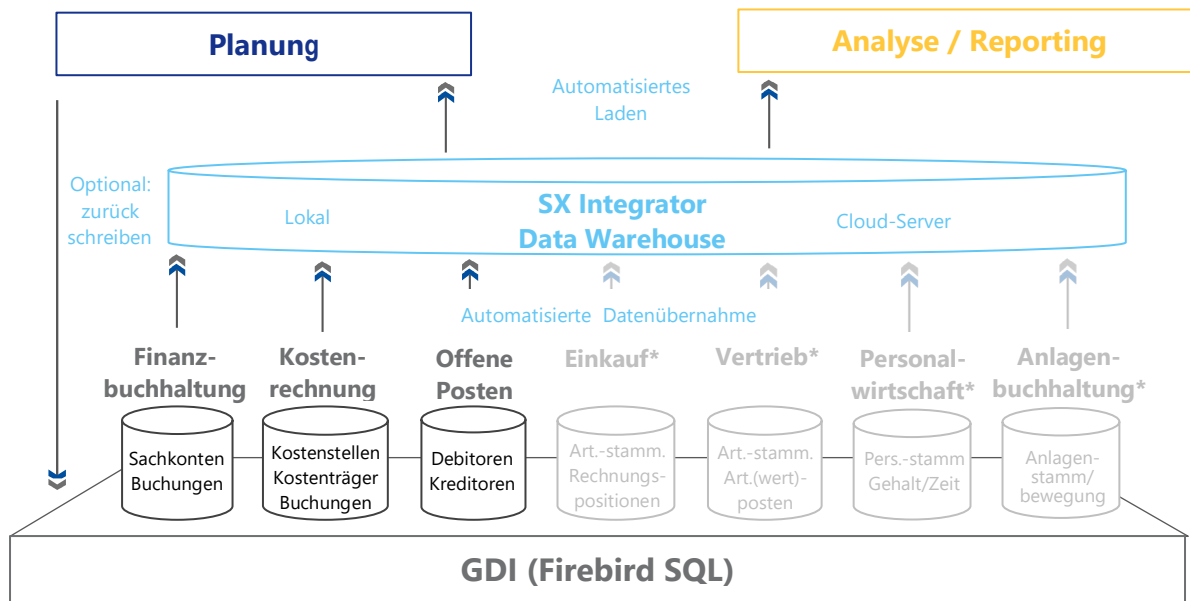 Planung
Analyse / Reporting
Automatisiertes
Laden
Optional:
zurück
schreiben
SX Integrator
Data Warehouse
Lokal
Cloud-Server
Automatisierte Datenübernahme
Finanz-
buchhaltung
Kosten-
rechnung
Offene
Posten
Einkauf*
Vertrieb*
Personal-
wirtschaft*
Anlagen-
buchhaltung*
Sachkonten
Buchungen
Kostenstellen
Kostenträger
Buchungen
Debitoren
Kreditoren
Art.-stamm.
Rechnungs-
positionen
Art.-stamm.
Art.(wert)-
posten
Pers.-stamm
Gehalt/Zeit
Anlagen-
stamm/
bewegung
GDI (Firebird SQL)